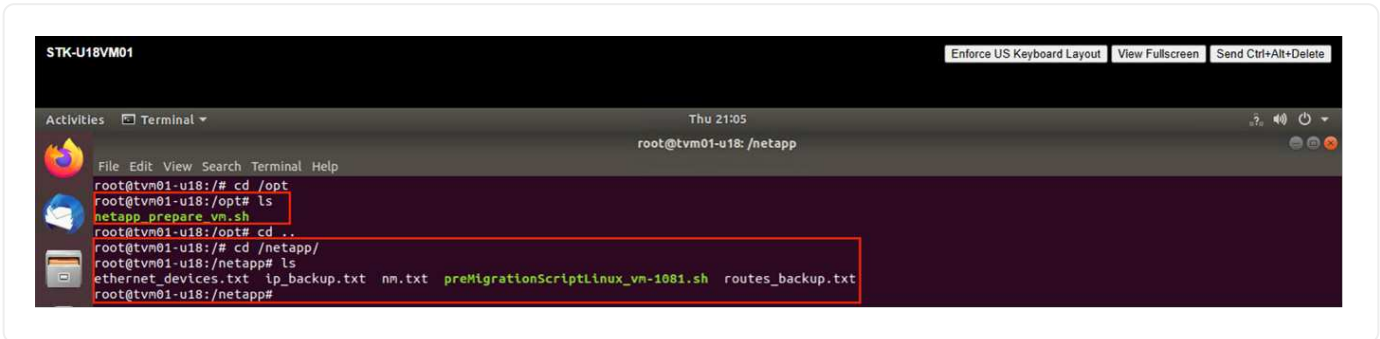 STK-U18VM01 Enforce US Keyboard Layout View Fullscreen Send Ctrl+Alt+Delete
Activities Terminal Thu 21:05
root@tvm01-u18: /netapp
File Edit View Search Terminal Help
root@tvm01-u18:/# cd /opt
root@tvm01-u18:/opt# ls
netapp_prepare_vm.sh
root@tvm01-u18:/opt# cd ..
root@tvm01-u18:/# cd /netapp/
root@tvm01-u18:/netapp# ls
ethernet_devices.txt ip_backup.txt nm.txt preMigrationScriptLinux_vm-1081.sh routes_backup.txt
root@tvm01-u18:/netapp#